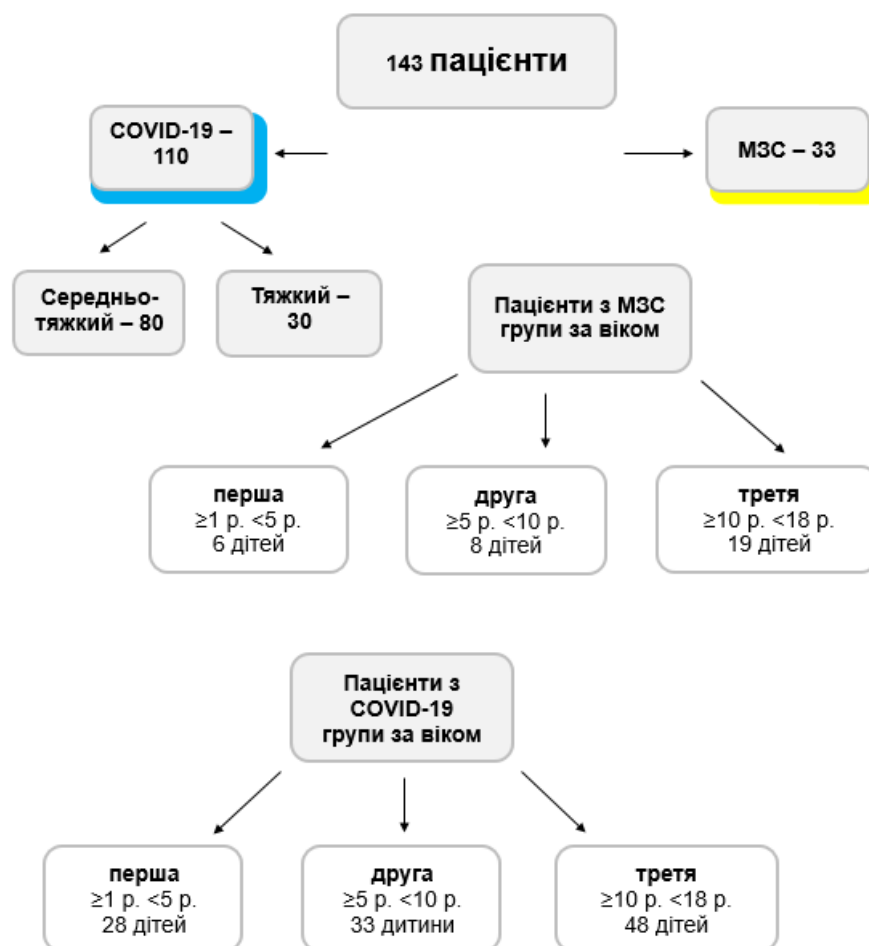 143 пацієнти
COVID-19 –
110
МЗС – 33
Середньо-
тяжкий – 80
Тяжкий –
30
Пацієнти з МЗС
групи за віком
перша
≥1 р. <5 р.
6 дітей
друга
≥5 р. <10 р.
8 дітей
третя
≥10 р. <18 р.
19 дітей
Пацієнти з
COVID-19
групи за віком
перша
≥1 р. <5 р.
28 дітей
друга
≥5 р. <10 р.
33 дитини
третя
≥10 р. <18 р.
48 дітей